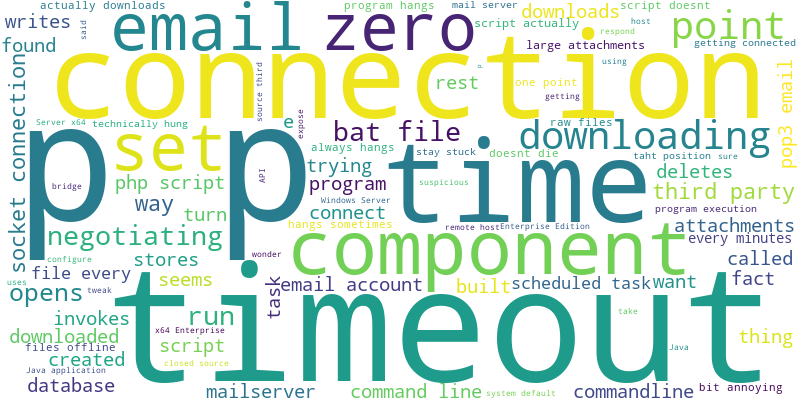 actually downloads
program hangs
mail server
script doesnt
writes
said
email
zero
script actually
downloads
host
respond
point
found
large attachments
getting connected
using
socket connection
source third
connection
rest
p
one point
getting
pop3 email
Server x64
technically hung
set
e
expose
bat file
raw files
downloading
always hangs
stay stuck
doesnt die
taht position
sure
p
p
time
bridge
php script
API
trying
program
suspicious
deletes
third party
way
Windows Server
connect
program execution
turn
hangs sometimes
remote host
Enterprise Edition
attachments
negotiating
stores
wonder
component
every minutes
called
configure
file every
seems
task
email account
built
scheduled task
want
fact
uses
opens
tweak
timeout
invokes
run
take
downloaded
x64 Enterprise
thing
files offline
created
script
Java
Java application
closed source
database
mailserver
command line
system default
commandline
bit annoying